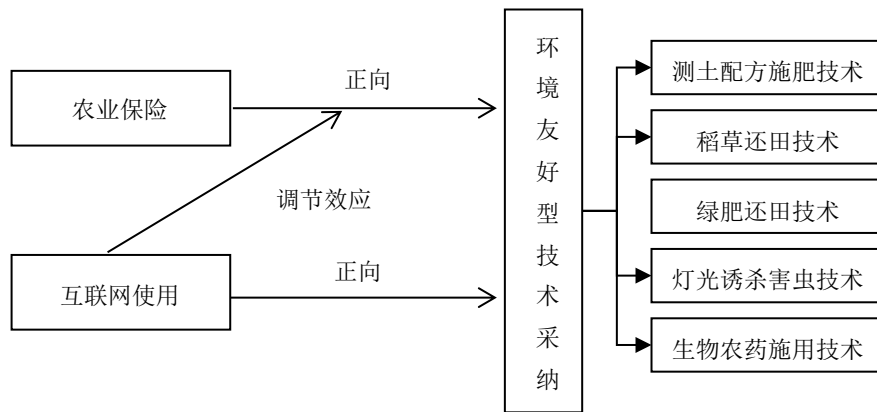 农业保险
正向
调节效应
互联网使用
正向
环境友好型技术采纳
测土配方施肥技术
稻草还田技术
绿肥还田技术
灯光诱杀害虫技术
生物农药施用技术